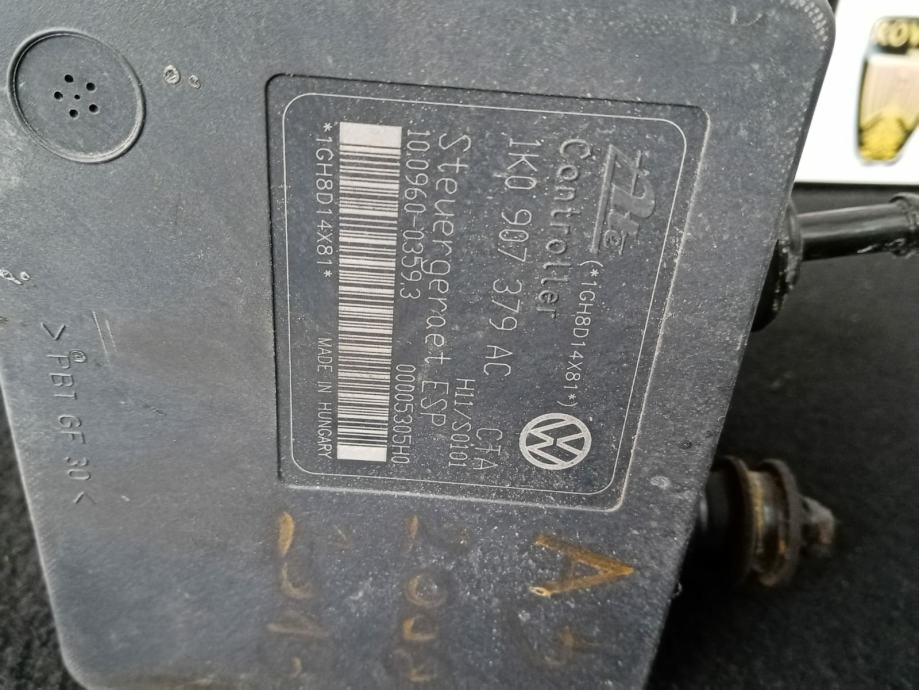 Ate (*1GH8D14X81*)
Controller
1K0 907 379 AC CTA
H11/S0101
Steuergeraet ESP
10.0960-0359.3 00005305H0
*1GH8D14X81* MADE IN HUNGARY
>PBT GF 30<
A